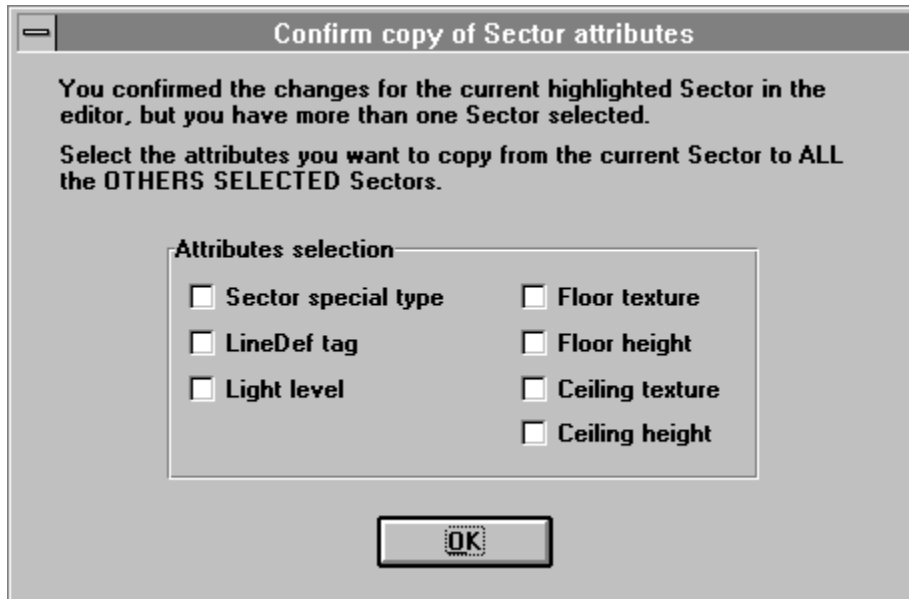 Confirm copy of Sector attributes
You confirmed the changes for the current highlighted Sector in the
editor, but you have more than one Sector selected.
Select the attributes you want to copy from the current Sector to ALL
the OTHERS SELECTED Sectors.
Attributes selection
Sector special type
LineDef tag
Light level
Floor texture
Floor height
Ceiling texture
Ceiling height
OK